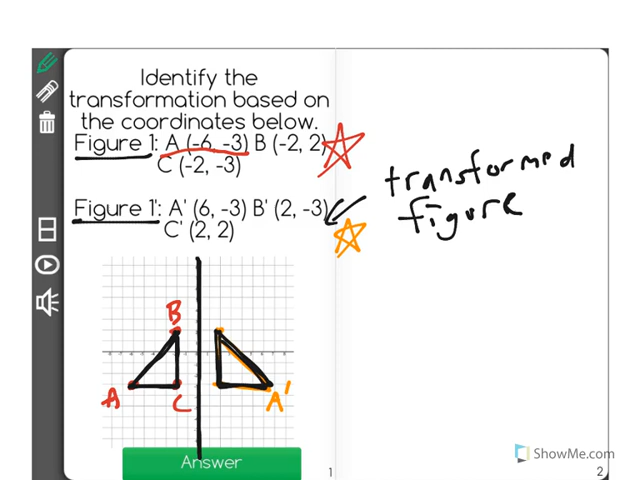 Identify the
transformation based on
the coordinates below.
Figure 1: A (-6, -3) B (-2, 2)
C (-2, -3)
Figure 1': A' (6, -3) B' (2, -3)
C' (2, 2)
transformed
figure
B
A
C
A'
Answer
1
ShowMe.com
2